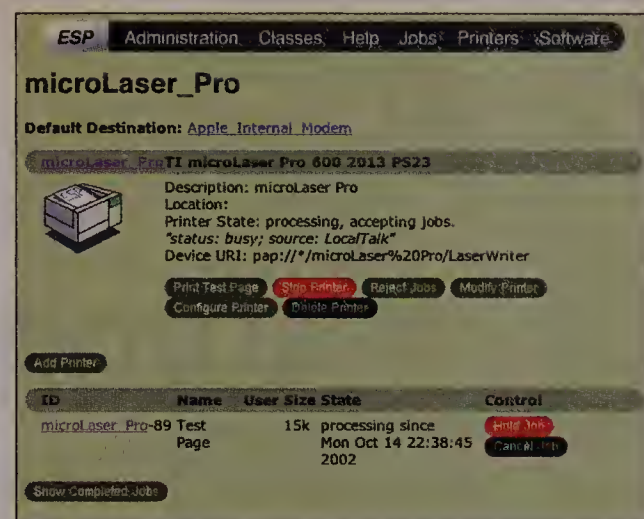 ESP Administration Classes Help Jobs Printers Software
microLaser_Pro
Default Destination: Apple_Internal_Modem
microLaser_Pro TI microLaser Pro 600 2013 PS23
Description: microLaser Pro
Location:
Printer State: processing, accepting jobs.
"status: busy; source: LocalTalk"
Device URI: pap://*/microLaser%20Pro/LaserWriter
Print Test Page Stop Printer Reject Jobs Modify Printer
Configure Printer Delete Printer
Add Printer
ID Name User Size State Control
microLaser_Pro-89 Test 15k processing since Hold Job
Page Mon Oct 14 22:38:45 Cancel Job
2002
Show Completed Jobs